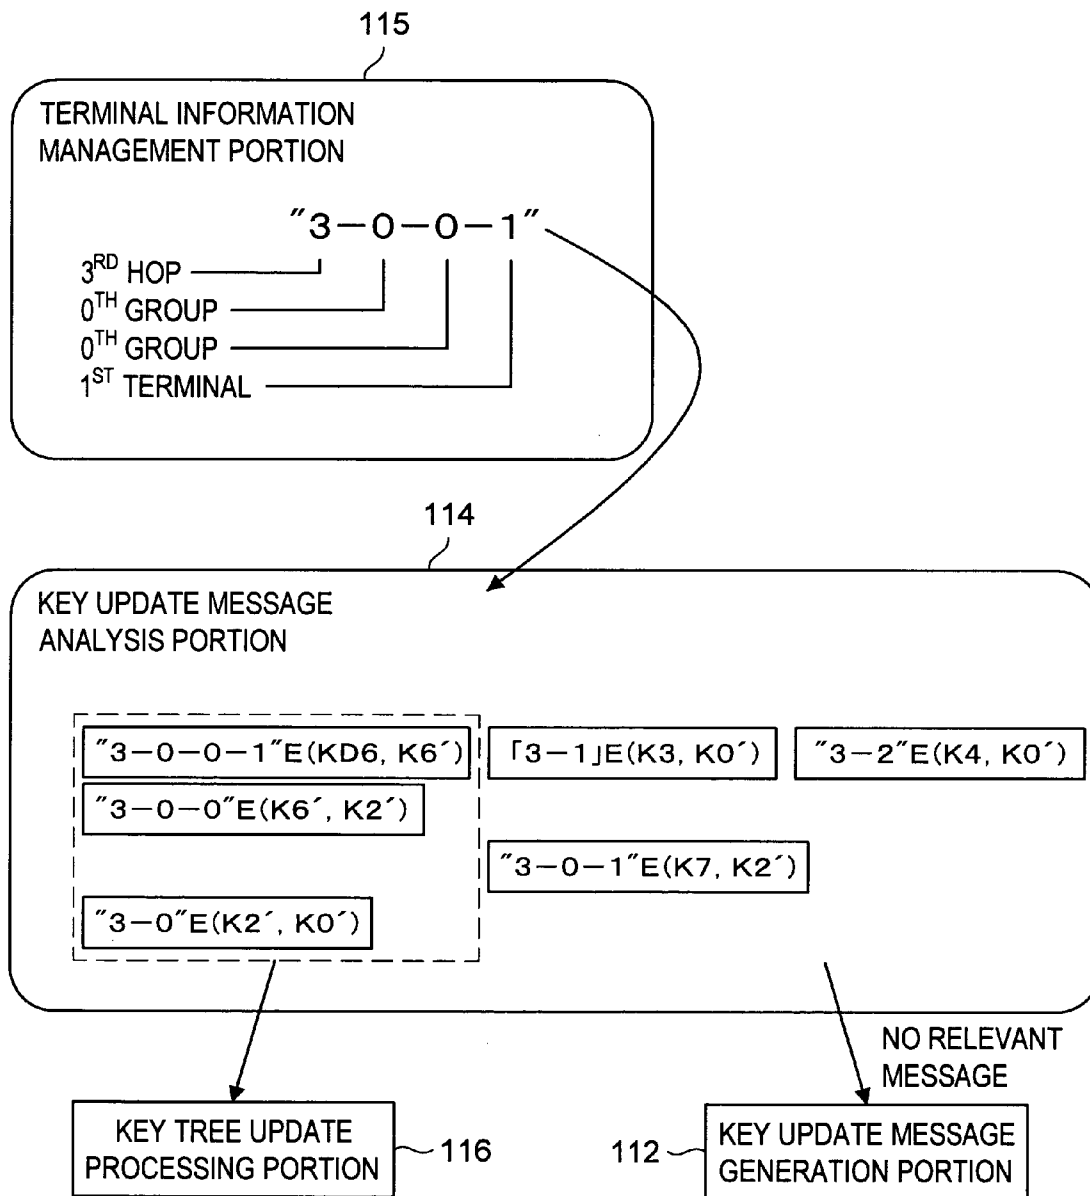 115
TERMINAL INFORMATION
MANAGEMENT PORTION
″3−0−0−1″
3RD HOP
0TH GROUP
0TH GROUP
1ST TERMINAL
114
KEY UPDATE MESSAGE
ANALYSIS PORTION
″3−0−0−1″E(KD6, K6′) ｢3−1｣E(K3, K0′) ″3−2″E(K4, K0′)
″3−0−0″E(K6′, K2′)
″3−0−1″E(K7, K2′)
″3−0″E(K2′, K0′)
NO RELEVANT
MESSAGE
KEY TREE UPDATE
PROCESSING PORTION
116
112
KEY UPDATE MESSAGE
GENERATION PORTION